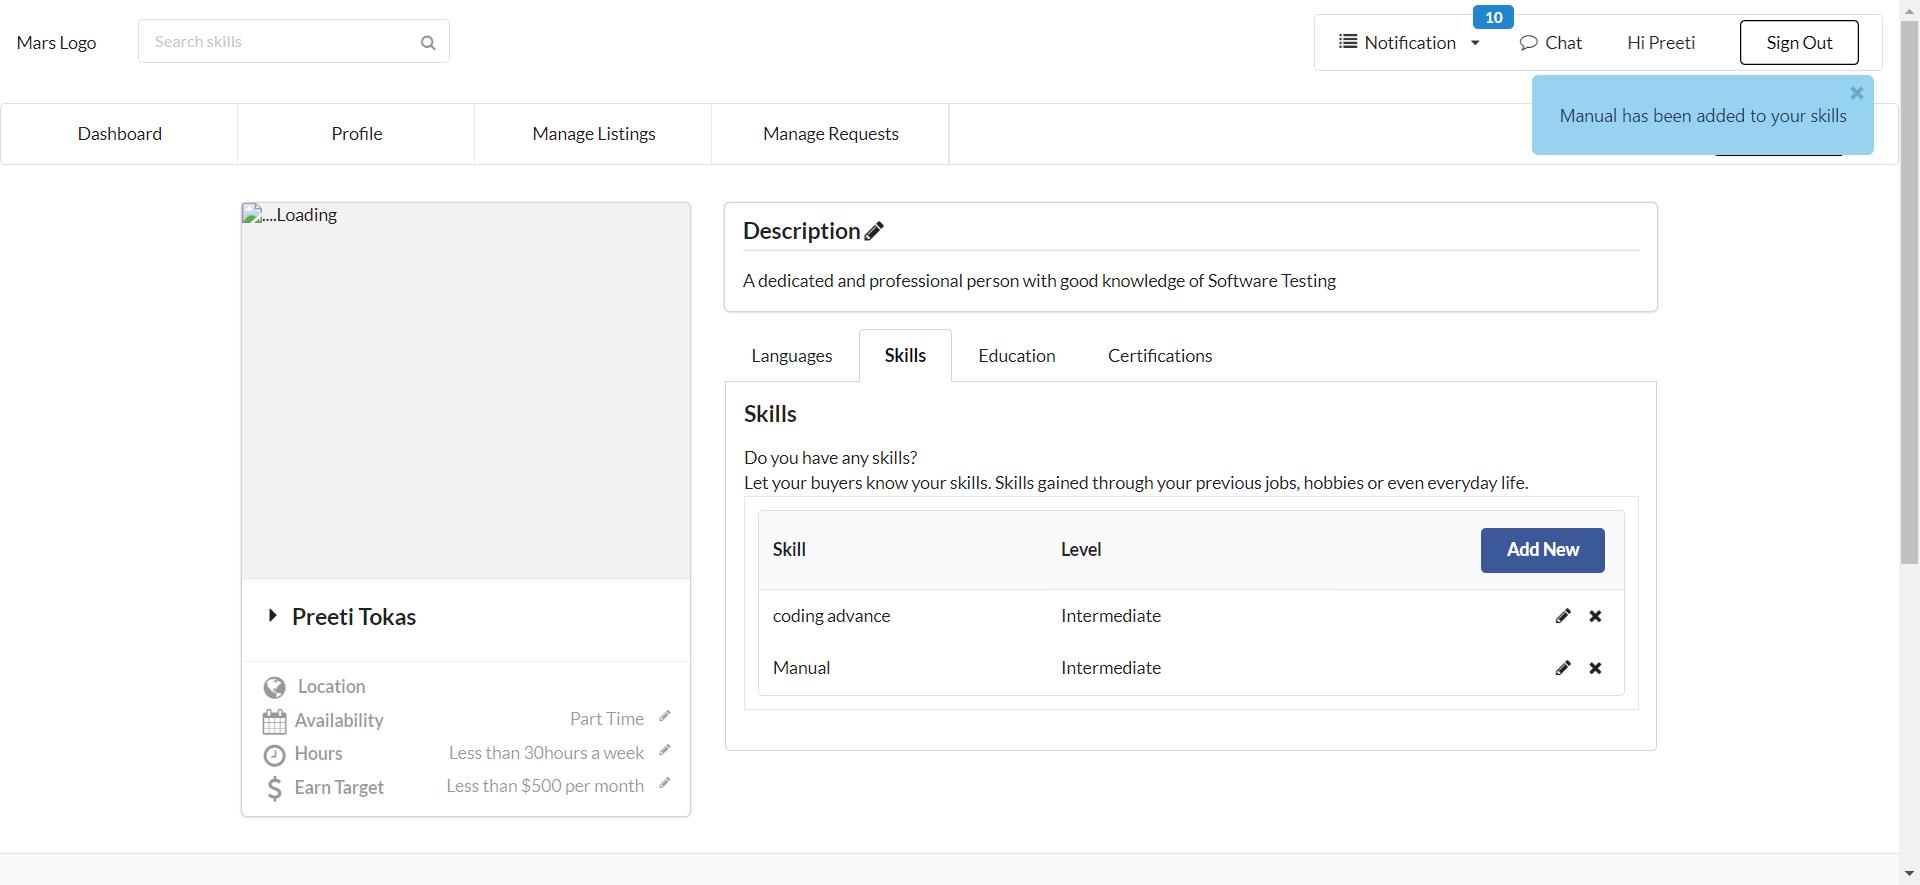 10
Mars Logo
Search skills
Notification
Chat
Hi Preeti
Sign Out
Manual has been added to your skills
Dashboard
Profile
Manage Listings
Manage Requests
....Loading
Description
A dedicated and professional person with good knowledge of Software Testing
Languages
Skills
Education
Certifications
Skills
Do you have any skills?
Let your buyers know your skills. Skills gained through your previous jobs, hobbies or even everyday life.
Skill
Level
Add New
coding advance
Intermediate
Manual
Intermediate
Preeti Tokas
Location
Availability
Part Time
Hours
Less than 30hours a week
Earn Target
Less than $500 per month